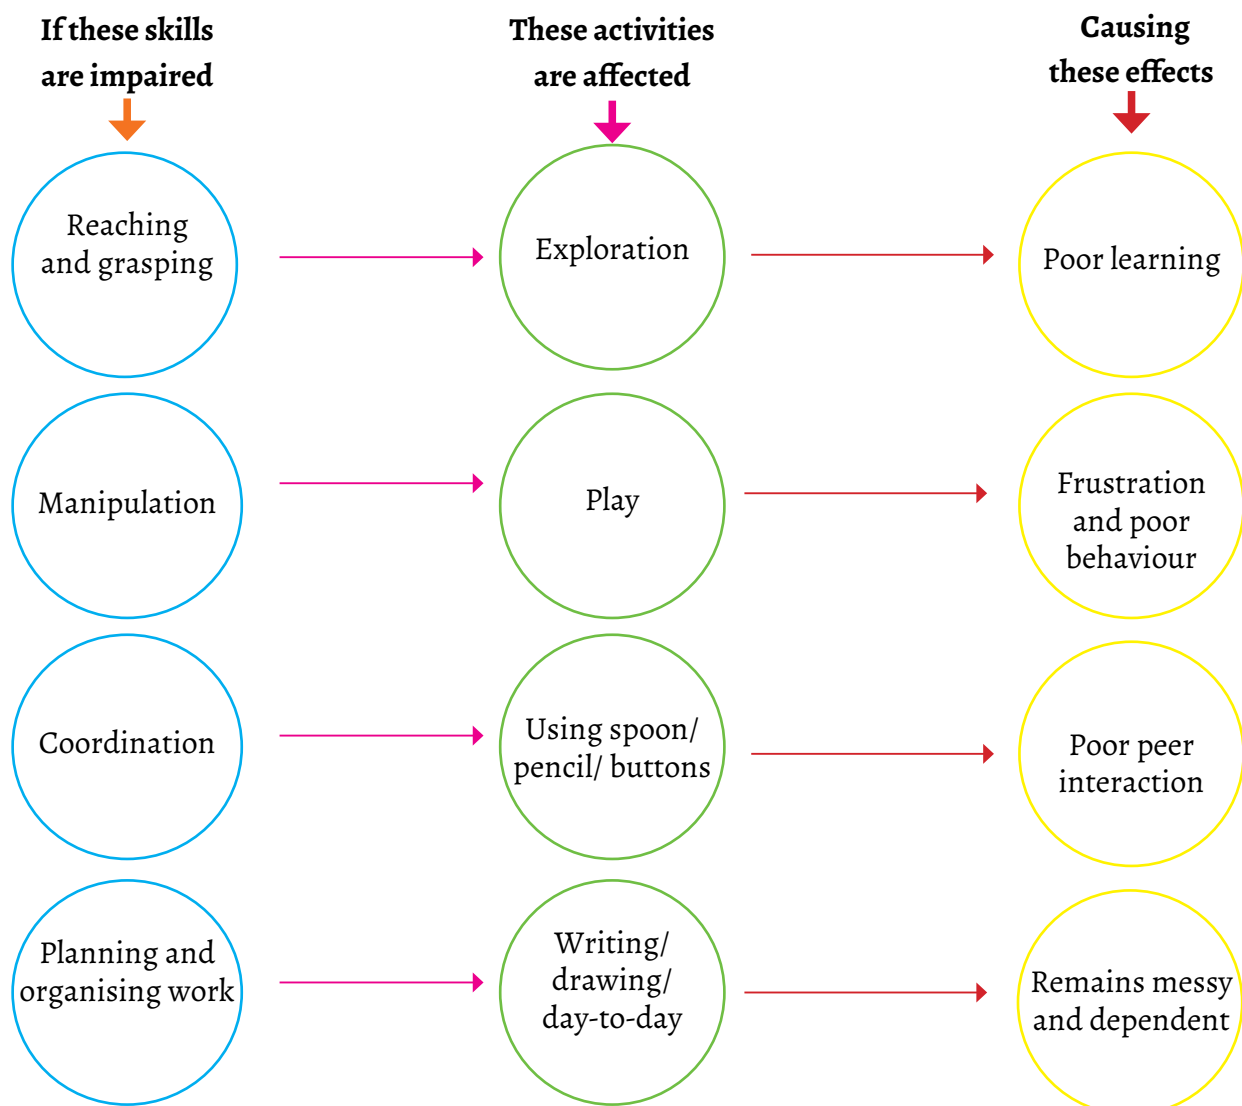 If these skills
are impaired
These activities
are affected
Causing
these effects
Reaching
and grasping
Exploration
Poor learning
Manipulation
Play
Frustration
and poor
behaviour
Coordination
Using spoon/
pencil/ buttons
Poor peer
interaction
Planning and
organising work
Writing/
drawing/
day-to-day
Remains messy
and dependent